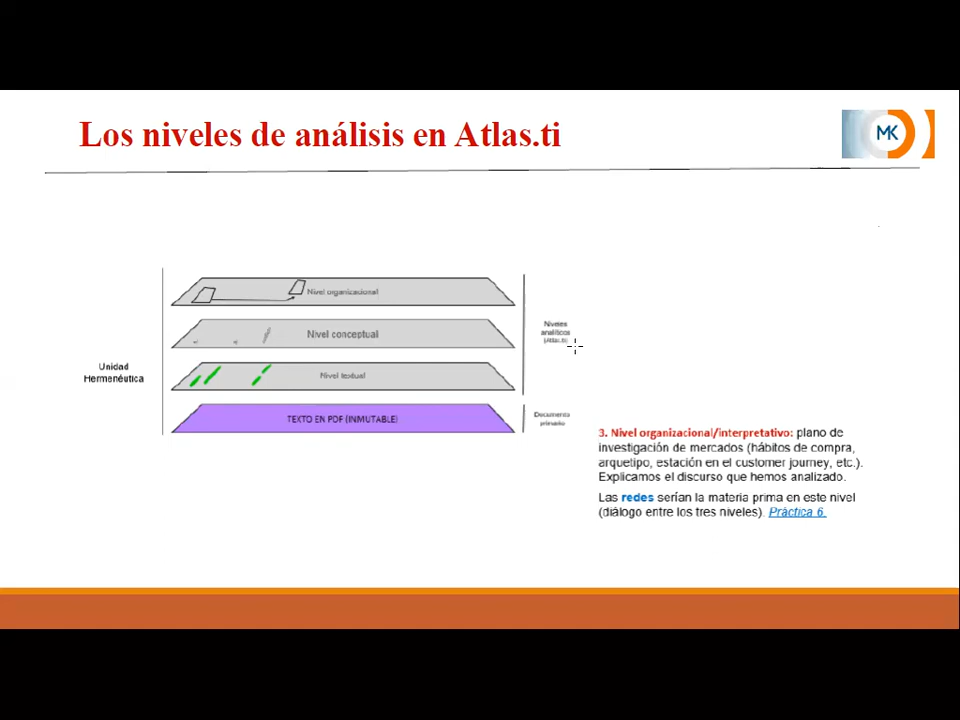 Los niveles de análisis en Atlas.ti
MK
Nivel organizacional
Nivel conceptual
Nivel textual
TEXTO EN PDF (INMUTABLE)
Unidad
Hermenéutica
Niveles
analíticos
(Atlas.ti)
Documento
primario
3. Nivel organizacional/interpretativo: plano de
investigación de mercados (hábitos de compra,
arquetipo, estación en el customer journey, etc.).
Explicamos el discurso que hemos analizado.
Las redes serían la materia prima en este nivel
(diálogo entre los tres niveles). Práctica 6.